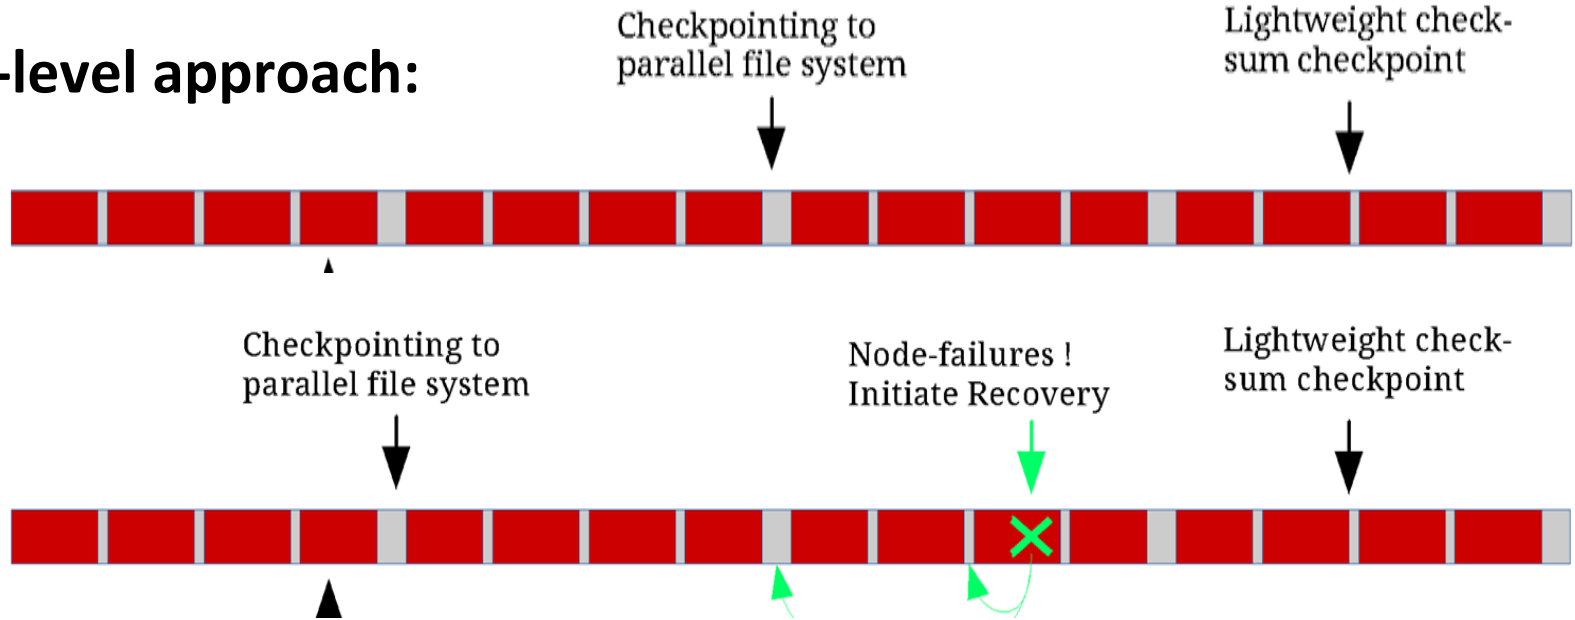 Checkpointing to
parallel file system
Lightweight check-
sum checkpoint
-level approach:
Checkpointing to
parallel file system
Node-failures !
Initiate Recovery
Lightweight check-
sum checkpoint